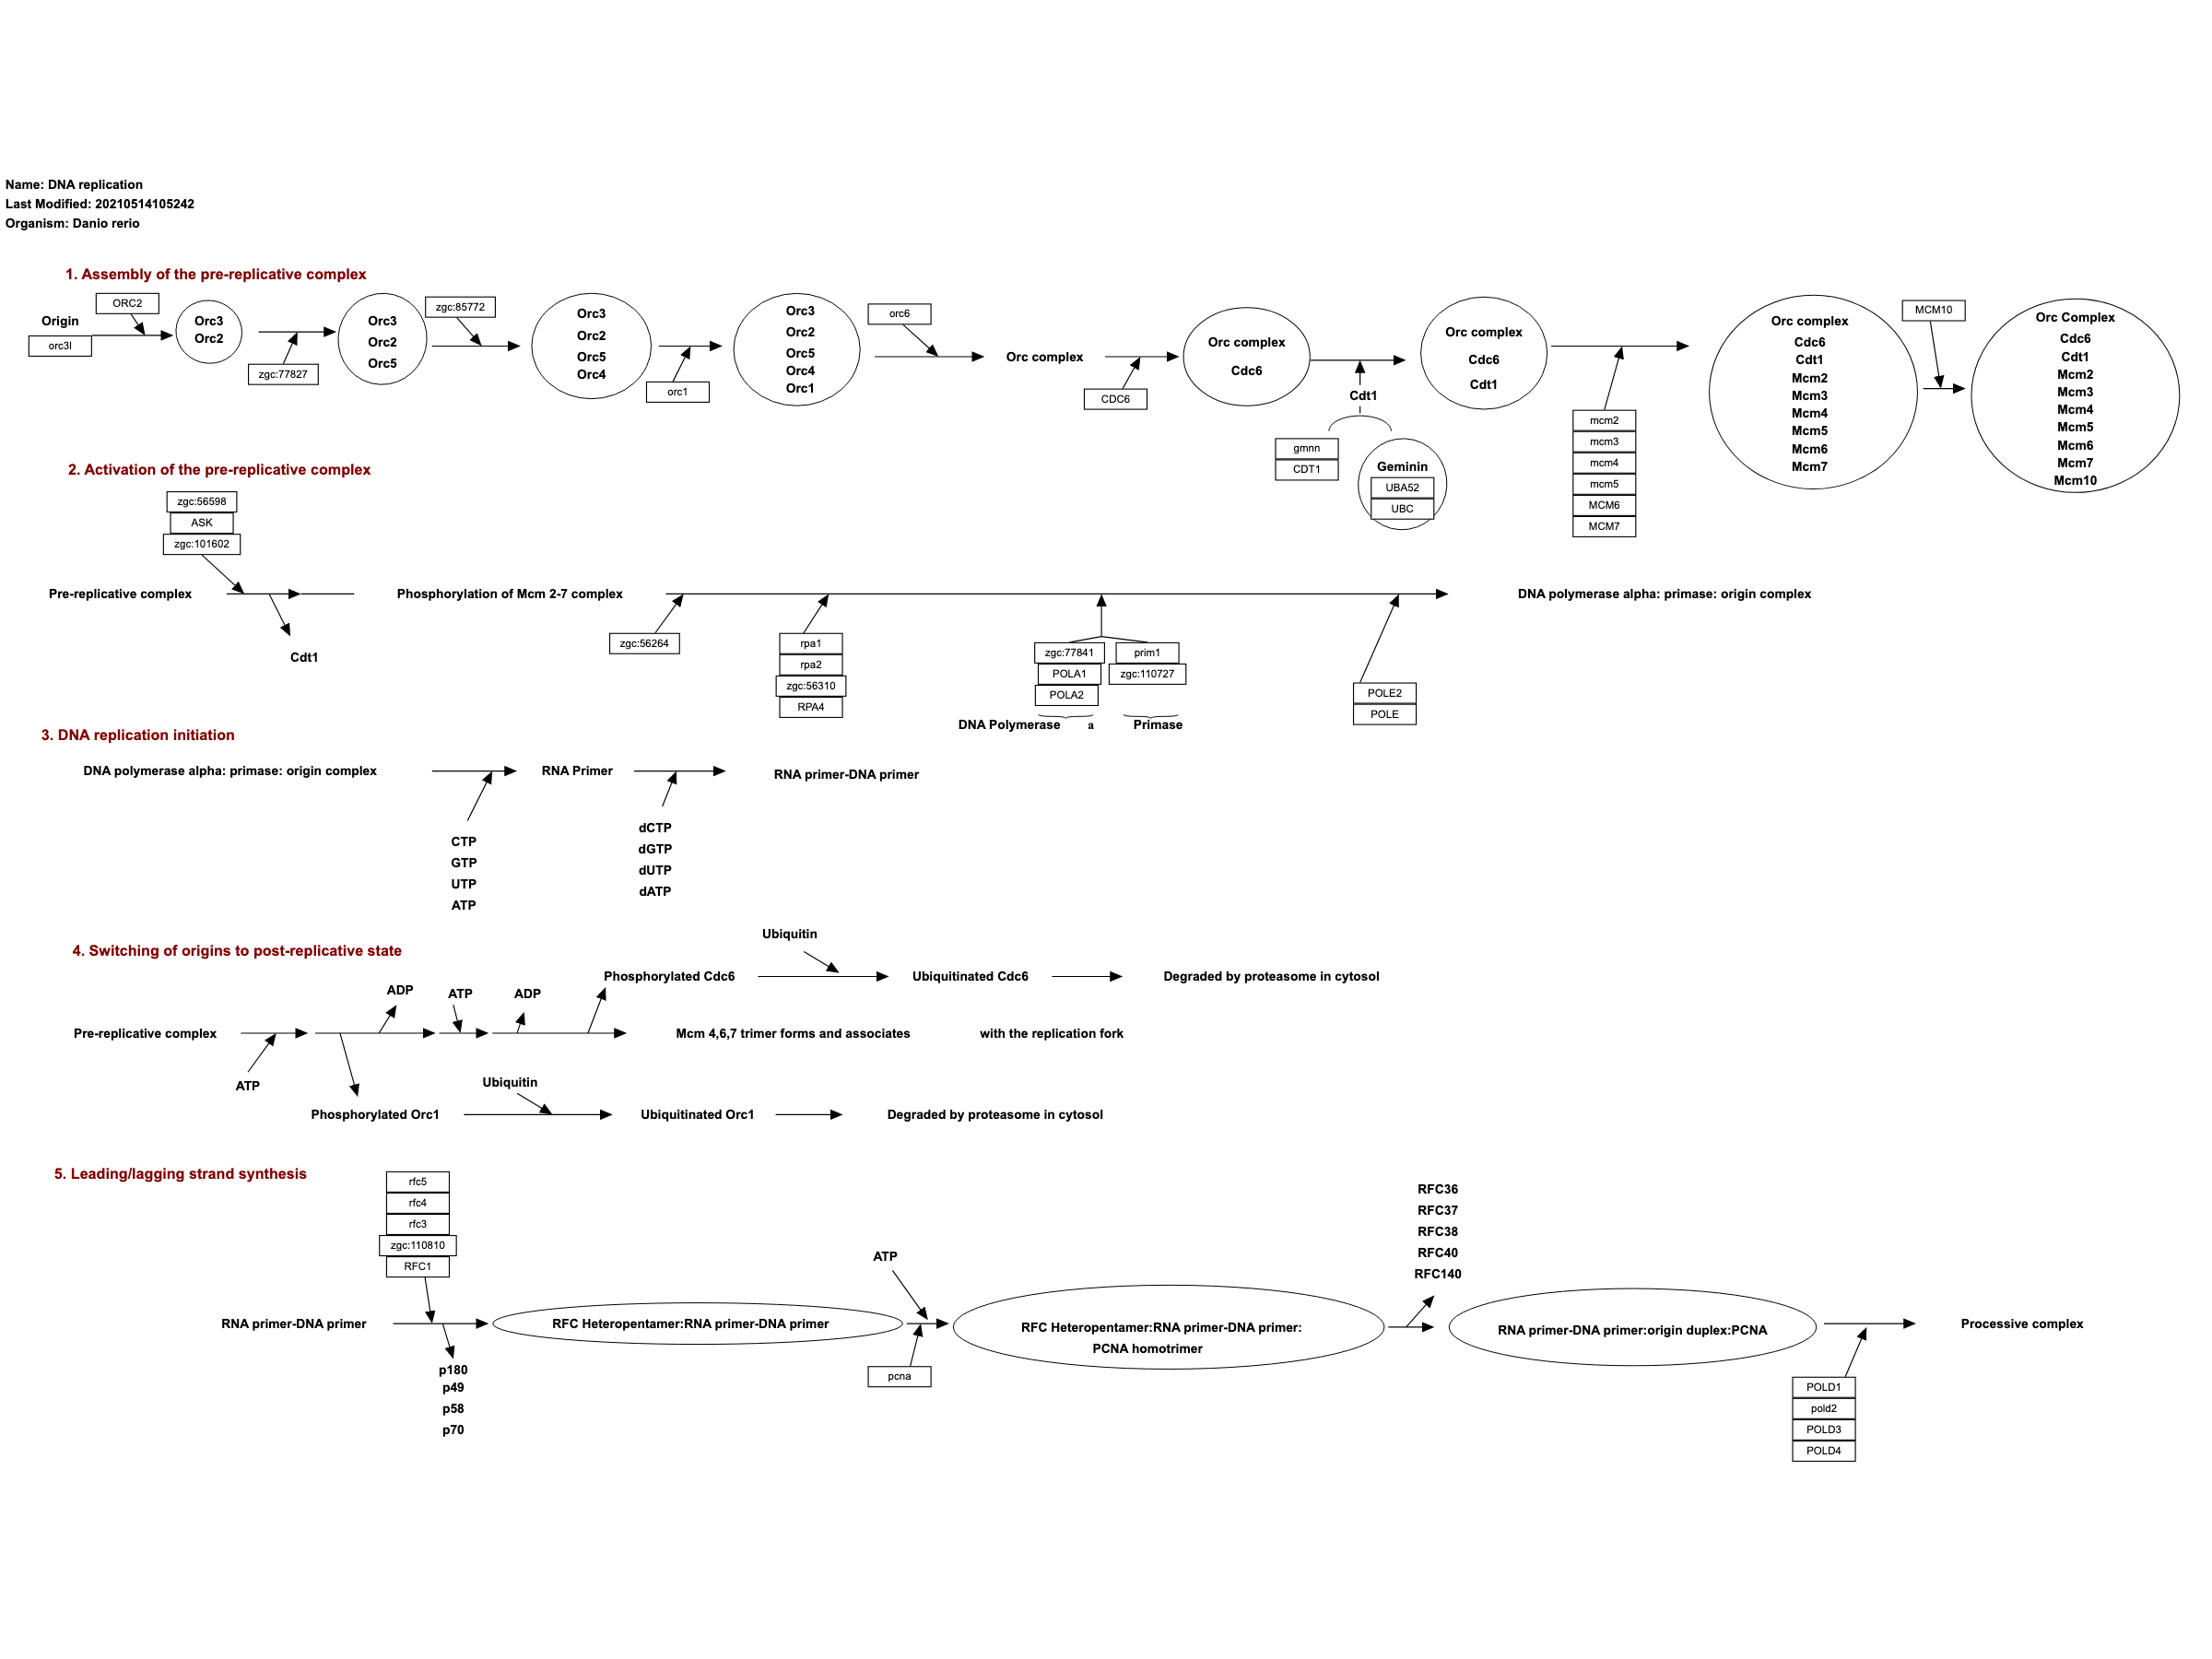 Name: DNA replication
Last Modified: 20210514105242
Organism: Danio rerio
1. Assembly of the pre-replicative complex
Origin
orc3l
ORC2
Orc3
Orc2
zgc:77827
Orc3
Orc2
Orc5
zgc:85772
Orc3
Orc2
Orc5
Orc4
orc1
Orc3
Orc2
Orc5
Orc4
Orc1
orc6
Orc complex
CDC6
Orc complex
Cdc6
Cdt1
gmnn
CDT1
Geminin
UBA52
UBC
Orc complex
Cdc6
Cdt1
mcm2
mcm3
mcm4
mcm5
MCM6
MCM7
Orc complex
Cdc6
Cdt1
Mcm2
Mcm3
Mcm4
Mcm5
Mcm6
Mcm7
MCM10
Orc Complex
Cdc6
Cdt1
Mcm2
Mcm3
Mcm4
Mcm5
Mcm6
Mcm7
Mcm10
2. Activation of the pre-replicative complex
zgc:56598
ASK
zgc:101602
Pre-replicative complex
Cdt1
Phosphorylation of Mcm 2-7 complex
zgc:56264
rpa1
rpa2
zgc:56310
RPA4
zgc:77841
POLA1
POLA2
prim1
zgc:110727
DNA Polymerase a
Primase
POLE2
POLE
DNA polymerase alpha: primase: origin complex
3. DNA replication initiation
DNA polymerase alpha: primase: origin complex
CTP
GTP
UTP
ATP
RNA Primer
dCTP
dGTP
dUTP
dATP
RNA primer-DNA primer
4. Switching of origins to post-replicative state
Ubiquitin
Phosphorylated Cdc6
Ubiquitinated Cdc6
Degraded by proteasome in cytosol
ADP
ATP
ADP
Pre-replicative complex
Mcm 4,6,7 trimer forms and associates with the replication fork
ATP
Ubiquitin
Phosphorylated Orc1
Ubiquitinated Orc1
Degraded by proteasome in cytosol
5. Leading/lagging strand synthesis
rfc5
rfc4
rfc3
zgc:110810
RFC1
RNA primer-DNA primer
p180
p49
p58
p70
RFC Heteropentamer:RNA primer-DNA primer
ATP
pcna
RFC Heteropentamer:RNA primer-DNA primer:
PCNA homotrimer
RFC36
RFC37
RFC38
RFC40
RFC140
RNA primer-DNA primer:origin duplex:PCNA
POLD1
pold2
POLD3
POLD4
Processive complex